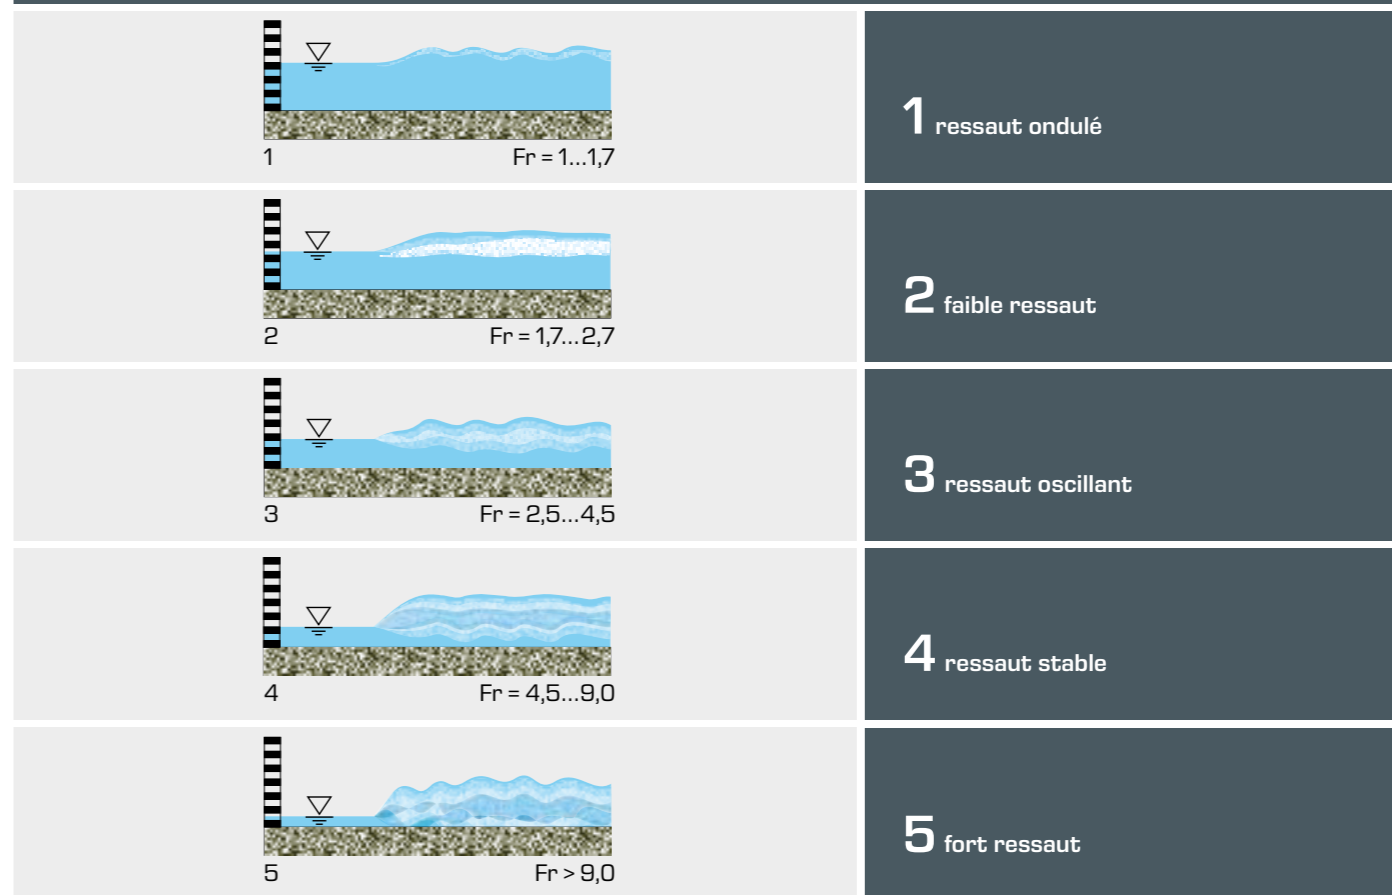 1 Fr = 1...1,7
1 ressaut ondulé
2 Fr = 1,7...2,7
2 faible ressaut
3 Fr = 2,5...4,5
3 ressaut oscillant
4 Fr = 4,5...9,0
4 ressaut stable
5 Fr > 9,0
5 fort ressaut